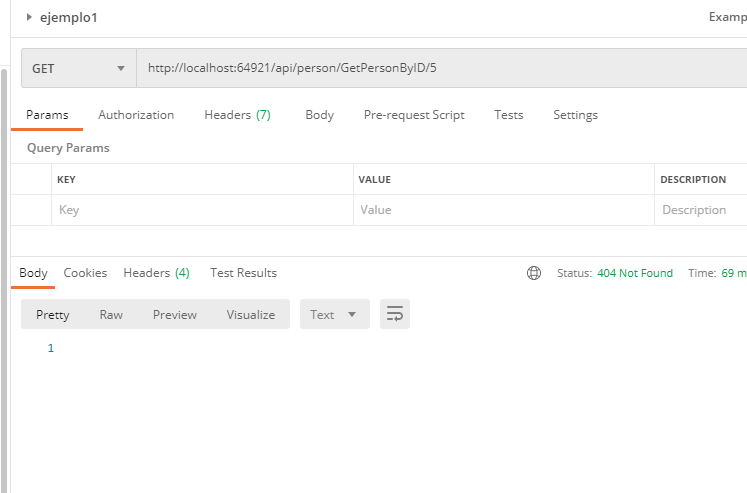 ejemplo1 Examp
GET http://localhost:64921/api/person/GetPersonByID/5
Params Authorization Headers (7) Body Pre-request Script Tests Settings
Query Params
KEY VALUE DESCRIPTION
Key Value Description
Body Cookies Headers (4) Test Results Status: 404 Not Found Time: 69 m
Pretty Raw Preview Visualize Text
1